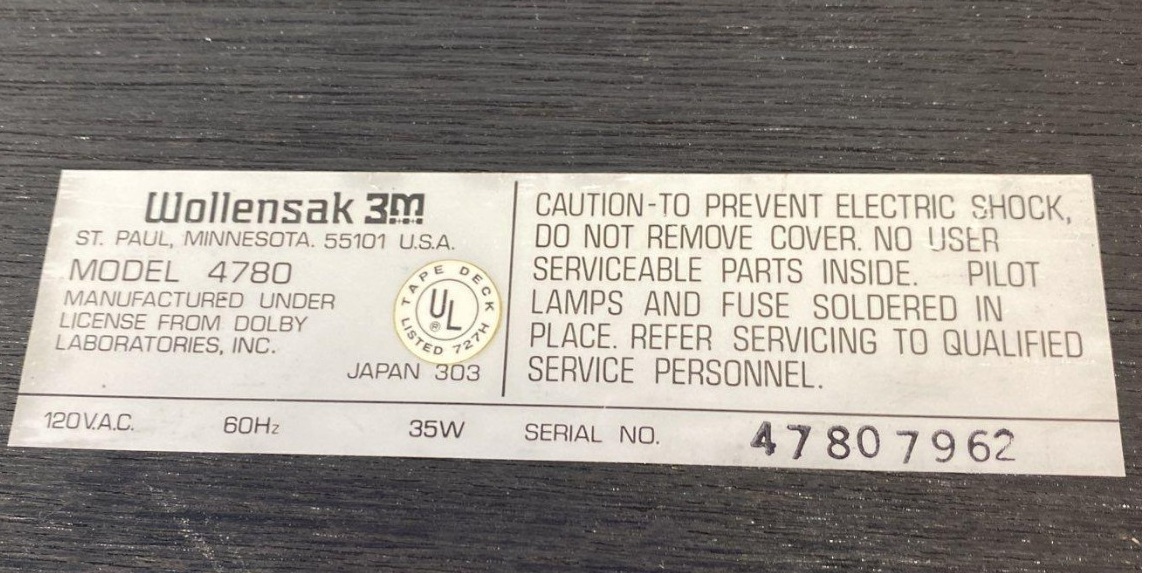 Wollensak 3M
ST. PAUL, MINNESOTA. 55101 U.S.A.
MODEL 4780
MANUFACTURED UNDER
LICENSE FROM DOLBY
LABORATORIES, INC.
TAPE DECK
UL
®
LISTED 727H
JAPAN 303
CAUTION-TO PREVENT ELECTRIC SHOCK,
DO NOT REMOVE COVER. NO USER
SERVICEABLE PARTS INSIDE. PILOT
LAMPS AND FUSE SOLDERED IN
PLACE. REFER SERVICING TO QUALIFIED
SERVICE PERSONNEL.
120V.A.C. 60Hz 35W SERIAL NO. 47807962